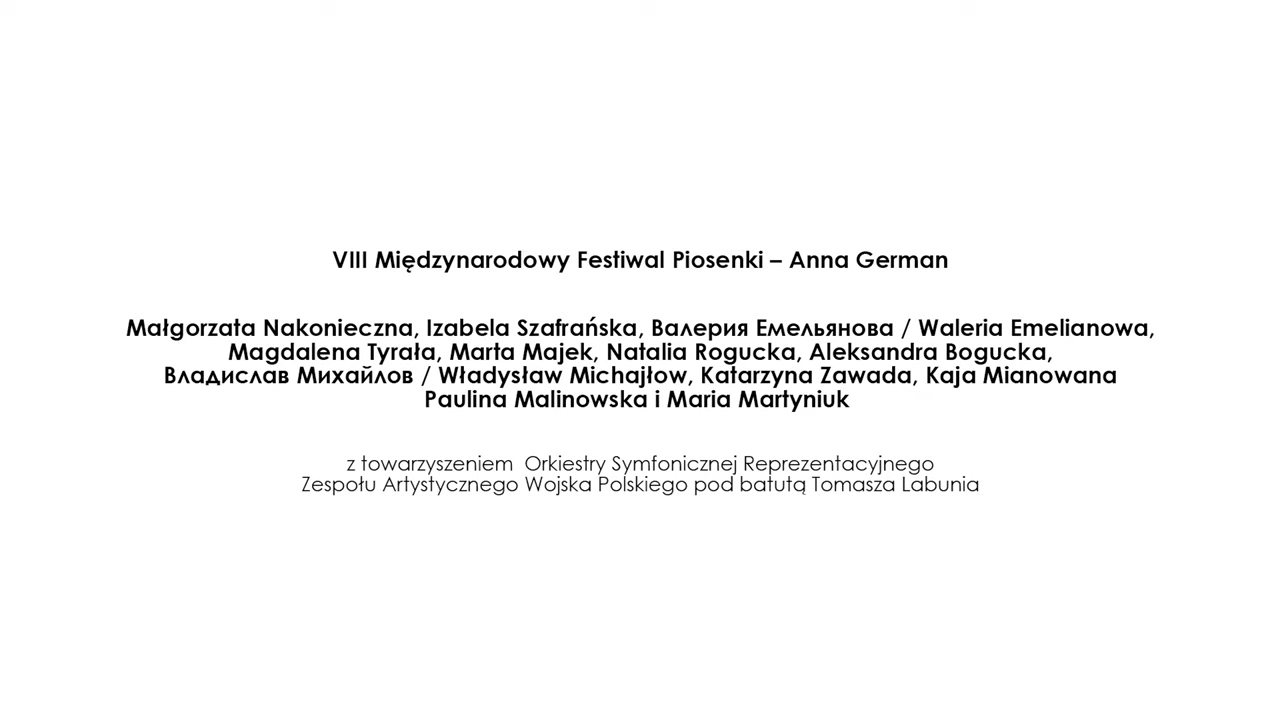 VIII Międzynarodowy Festiwal Piosenki – Anna German
Małgorzata Nakonieczna, Izabela Szafrańska, Валерия Емельянова / Waleria Emelianowa,
Magdalena Tyrała, Marta Majek, Natalia Rogucka, Aleksandra Bogucka,
Владислав Михайлов / Władysław Michajłow, Katarzyna Zawada, Kaja Mianowana
Paulina Malinowska i Maria Martyniuk
z towarzyszeniem Orkiestry Symfonicznej Reprezentacyjnego
Zespołu Artystycznego Wojska Polskiego pod batutą Tomasza Labunia